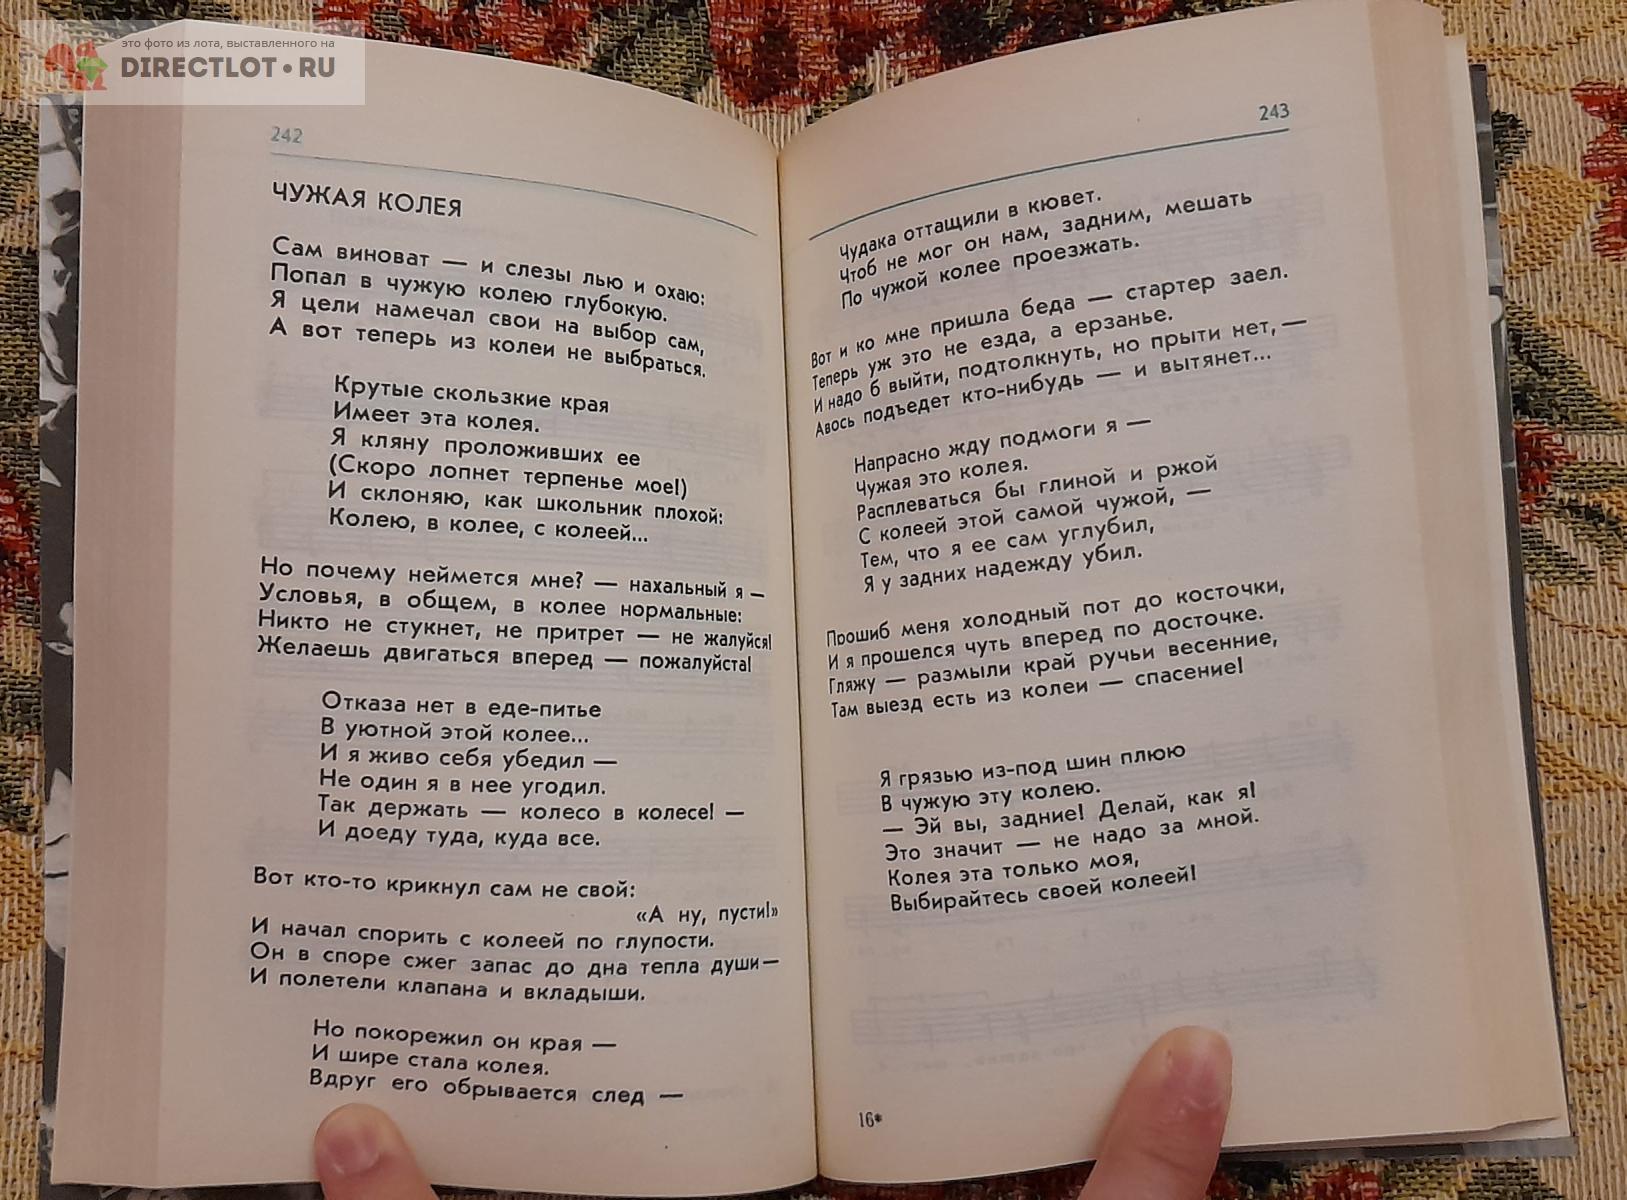 это фото из лота, выставленного на
DIRECTLOT•RU
242
ЧУЖАЯ КОЛЕЯ
Сам виноват — и слезы лью и охаю:
Попал в чужую колею глубокую.
Я цели намечал свои на выбор сам,
А вот теперь из колеи не выбраться.
Крутые скользкие края
Имеет эта колея.
Я кляну проложивших ее
(Скоро лопнет терпенье мое!)
И склоняю, как школьник плохой:
Колею, в колее, с колеей...
Но почему неймется мне? — нахальный я —
Условья, в общем, в колее нормальные:
Никто не стукнет, не притрет — не жалуйся!
Желаешь двигаться вперед — пожалуйста!
Отказа нет в еде-питье
В уютной этой колее...
И я живо себя убедил —
Не один я в нее угодил.
Так держать — колесо в колесе! —
И доеду туда, куда все.
Вот кто-то крикнул сам не свой:
«А ну, пусти!»
И начал спорить с колеей по глупости.
Он в споре сжег запас до дна тепла души—
И полетели клапана и вкладыши.
Но покорежил он края —
И шире стала колея.
Вдруг его обрывается след —
243
Чудака оттащили в кювет.
Чтоб не мог он нам, задним, мешать
По чужой колее проезжать.
Вот и ко мне пришла беда — стартер заел.
Теперь уж это не езда, а ерзанье.
И надо б выйти, подтолкнуть, но прыти нет, —
Авось подъедет кто-нибудь — и вытянет...
Напрасно жду подмоги я —
Чужая это колея.
Расплеваться бы глиной и ржой
С колеей этой самой чужой, —
Тем, что я ее сам углубил,
Я у задних надежду убил.
Прошиб меня холодный пот до косточки,
И я прошелся чуть вперед по досточке.
Гляжу — размыли край ручьи весенние,
Там выезд есть из колеи — спасение!
Я грязью из-под шин плюю
В чужую эту колею.
— Эй вы, задние! Делай, как я!
Это значит — не надо за мной.
Колея эта только моя,
Выбирайтесь своей колеей!
16*